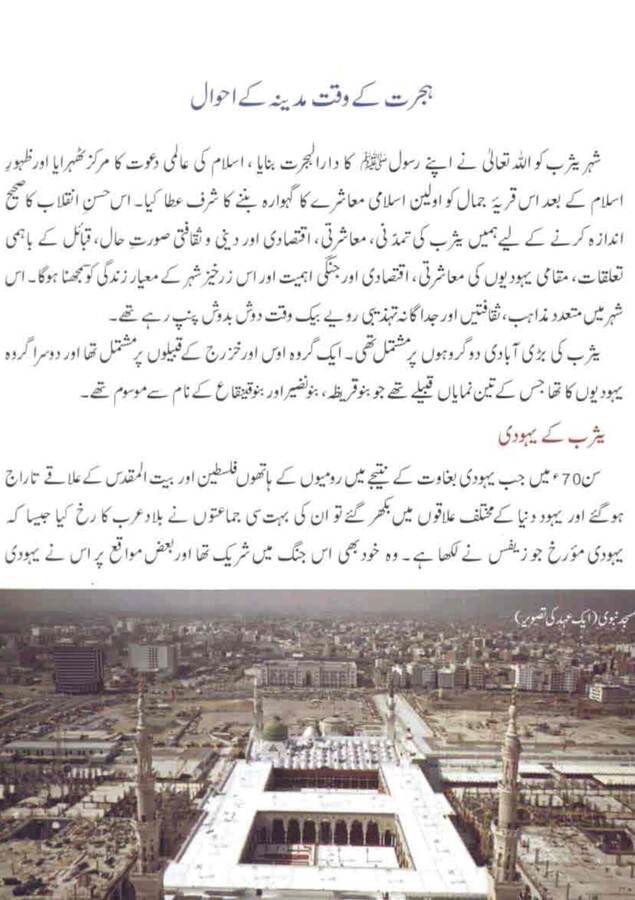 ہجرت کے وقت مدینہ کے احوال
شہر یثرب کو اللہ تعالیٰ نے اپنے رسول ﷺ کا دارالہجرت بنایا، اسلام کی عالمی دعوت کا مرکز ٹھہرایا اور ظہورِ
اسلام کے بعد اس قریۂ جمال کو اولین اسلامی معاشرے کا گہوارہ بننے کا شرف عطا کیا۔ اس حسنِ انقلاب کا صحیح
اندازہ کرنے کے لیے ہمیں یثرب کی تمدنی، معاشرتی، اقتصادی اور دینی و ثقافتی صورتِ حال، قبائل کے باہمی
تعلقات، مقامی یہودیوں کی معاشرتی، اقتصادی اور جنگی اہمیت اور اس زرخیز شہر کے معیارِ زندگی کو سمجھنا ہوگا۔ اس
شہر میں متعدد مذاہب، ثقافتیں اور جداگانہ تہذیبی رویے بیک وقت دوش بدوش پنپ رہے تھے۔
یثرب کی بڑی آبادی دو گروہوں پر مشتمل تھی۔ ایک گروہ اوس اور خزرج کے قبیلوں پر مشتمل تھا اور دوسرا گروہ
یہودیوں کا تھا جس کے تین نمایاں قبیلے تھے جو بنو قریظہ، بنو نضیر اور بنو قینقاع کے نام سے موسوم تھے۔
یثرب کے یہودی
سن 70ء میں جب یہودی بغاوت کے نتیجے میں رومیوں کے ہاتھوں فلسطین اور بیت المقدس کے علاقے تاراج
ہو گئے اور یہود دنیا کے مختلف علاقوں میں بکھر گئے تو ان کی بہت سی جماعتوں نے بلادِ عرب کا رخ کیا جیسا کہ
یہودی مؤرخ جوزیفس نے لکھا ہے۔ وہ خود بھی اس جنگ میں شریک تھا اور بعض مواقع پر اس نے یہودی
مسجد نبوی (ایک عہد کی تصویر)